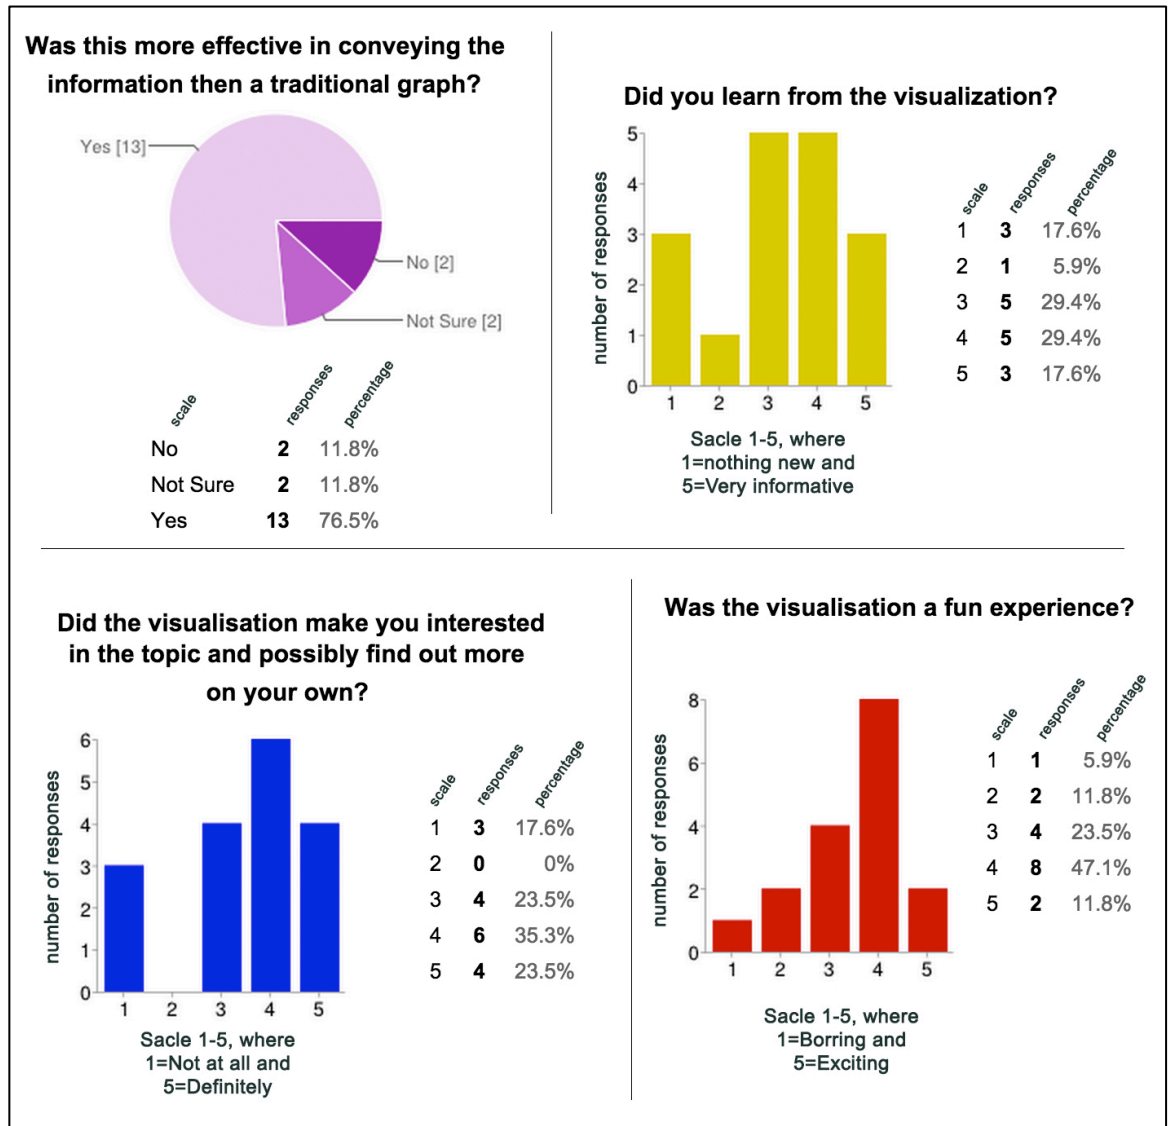 Was this more effective in conveying the
information then a traditional graph?
Yes [13]
No [2]
Not Sure [2]
scale responses percentage
No 2 11.8%
Not Sure 2 11.8%
Yes 13 76.5%
Did you learn from the visualization?
number of responses
5
4
3
2
1
0
1 2 3 4 5
Sacle 1-5, where
1=nothing new and
5=Very informative
scale responses percentage
1 3 17.6%
2 1 5.9%
3 5 29.4%
4 5 29.4%
5 3 17.6%
Did the visualisation make you interested
in the topic and possibly find out more
on your own?
number of responses
6
5
4
3
2
1
0
1 2 3 4 5
Sacle 1-5, where
1=Not at all and
5=Definitely
scale responses percentage
1 3 17.6%
2 0 0%
3 4 23.5%
4 6 35.3%
5 4 23.5%
Was the visualisation a fun experience?
number of responses
8
6
4
2
0
1 2 3 4 5
Sacle 1-5, where
1=Borring and
5=Exciting
scale responses percentage
1 1 5.9%
2 2 11.8%
3 4 23.5%
4 8 47.1%
5 2 11.8%